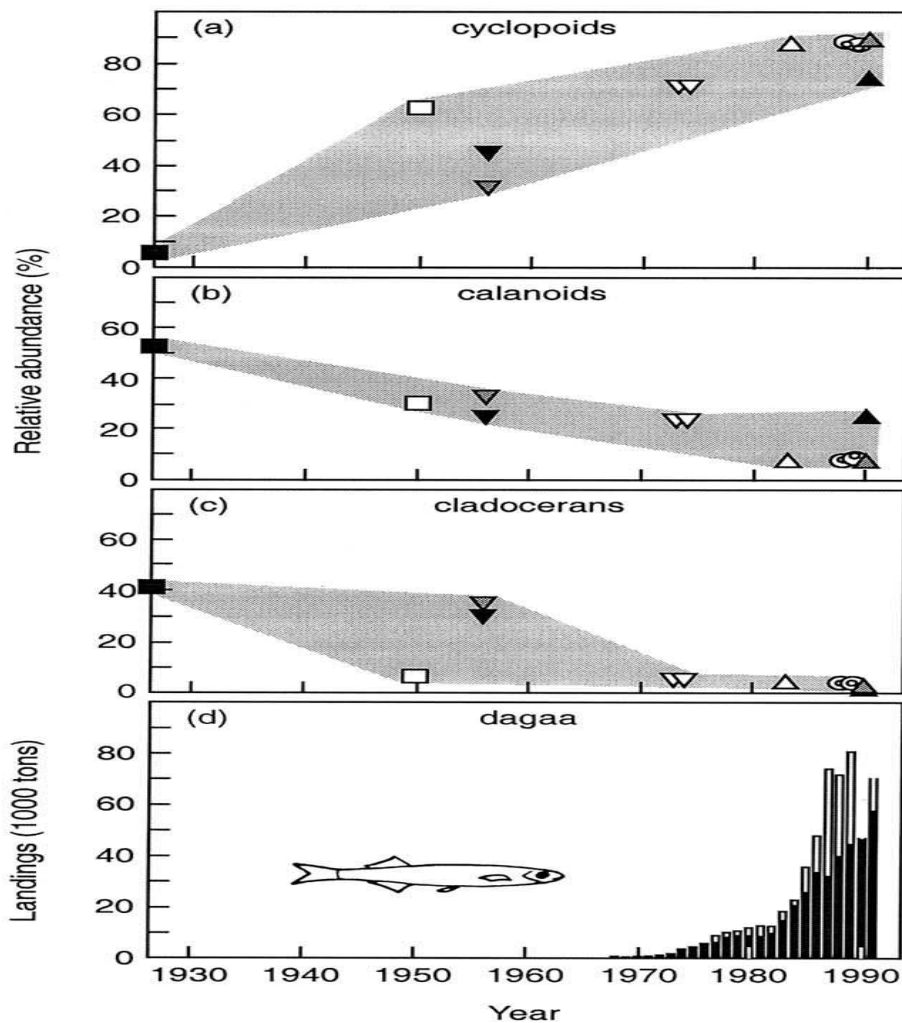 (a) cyclopoids
80
60
40
20
0
(b) calanoids
60
40
20
0
(c) cladocerans
60
40
20
0
(d) dagaa
80
60
40
20
0
1930 1940 1950 1960 1970 1980 1990
Year
Relative abundance (%)
Landings (1000 tons)